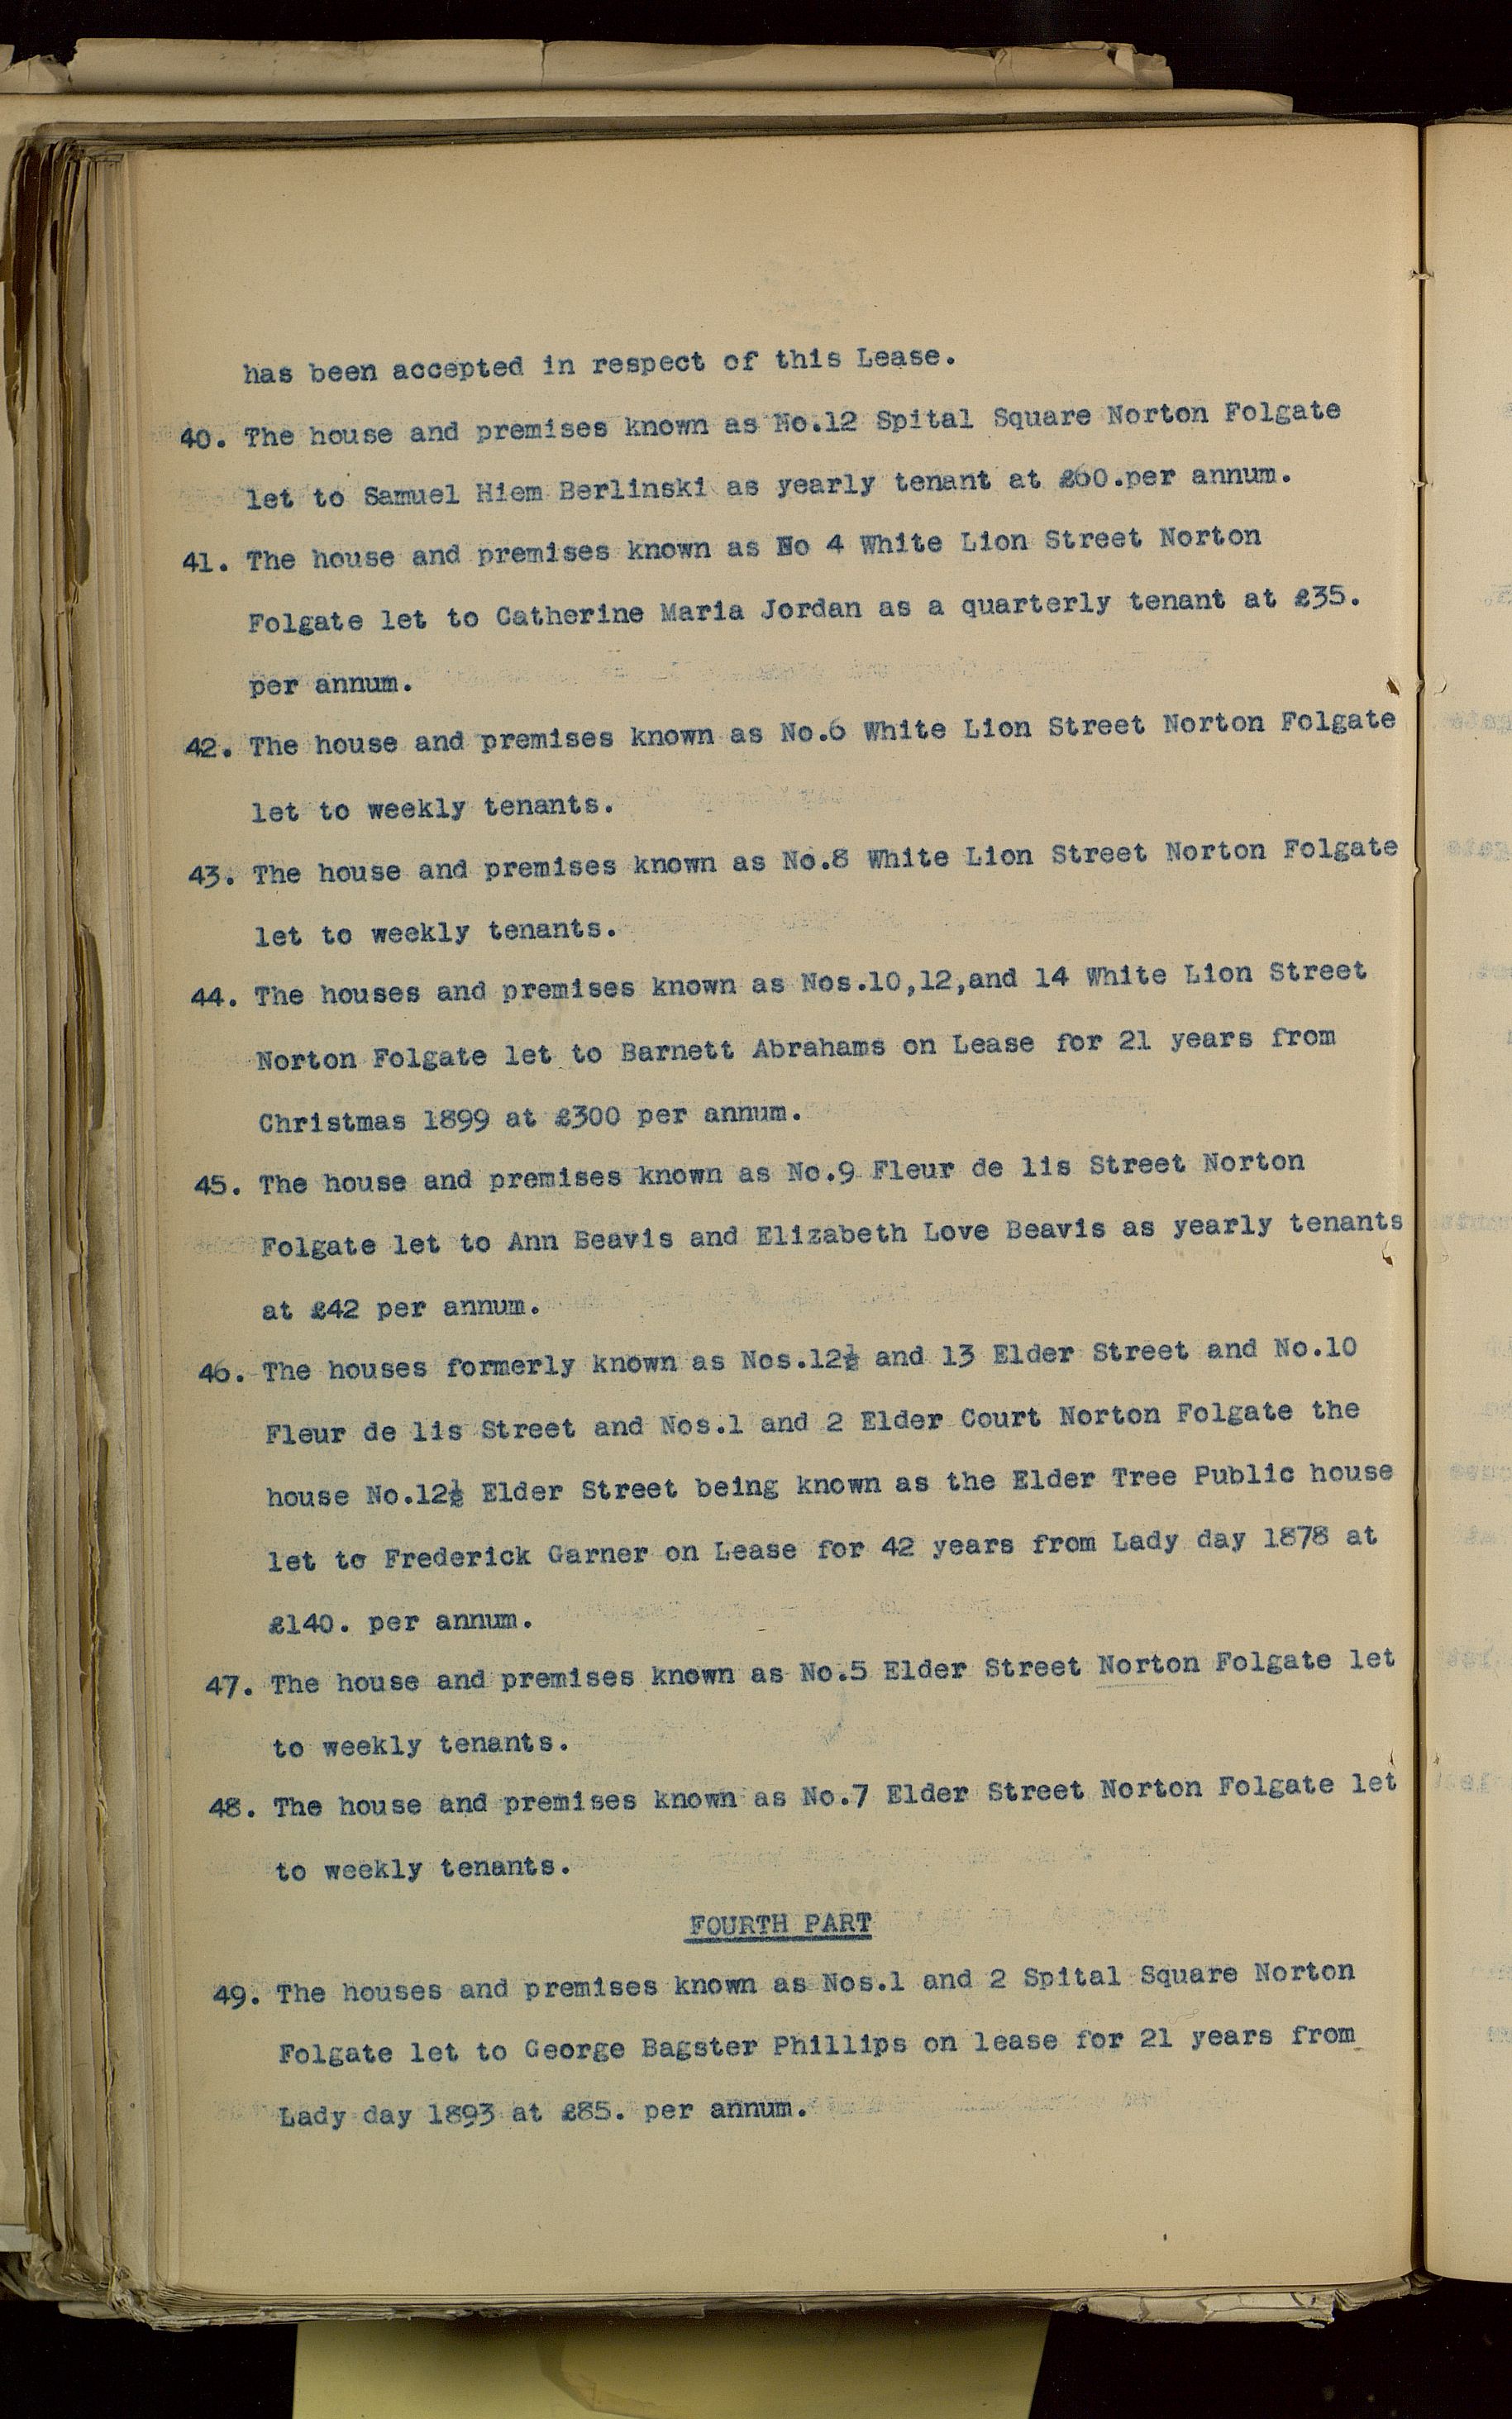 has been accepted in respect of this Lease.
40. The house and premises known as No.12 Spital Square Norton Folgate
let to Samuel Hiem Berlinski as yearly tenant at £60.per annum.
41. The house and premises known as No 4 White Lion Street Norton
Folgate let to Catherine Maria Jordan as a quarterly tenant at £35.
per annum.
42. The house and premises known as No.6 White Lion Street Norton Folgate
let to weekly tenants.
43. The house and premises known as No.8 White Lion Street Norton Folgate
let to weekly tenants.
44. The houses and premises known as Nos.10,12,and 14 White Lion Street
Norton Folgate let to Barnett Abrahams on Lease for 21 years from
Christmas 1899 at £300 per annum.
45. The house and premises known as No.9 Fleur de lis Street Norton
Folgate let to Ann Beavis and Elizabeth Love Beavis as yearly tenants
at £42 per annum.
46. The houses formerly known as Nos.12½ and 13 Elder Street and No.10
Fleur de lis Street and Nos.1 and 2 Elder Court Norton Folgate the
house No.12½ Elder Street being known as the Elder Tree Public house
let to Frederick Garner on Lease for 42 years from Lady day 1878 at
£140. per annum.
47. The house and premises known as No.5 Elder Street Norton Folgate let
to weekly tenants.
48. The house and premises known as No.7 Elder Street Norton Folgate let
to weekly tenants.
FOURTH PART
49. The houses and premises known as Nos.1 and 2 Spital Square Norton
Folgate let to George Bagster Phillips on lease for 21 years from
Lady day 1893 at £85. per annum.